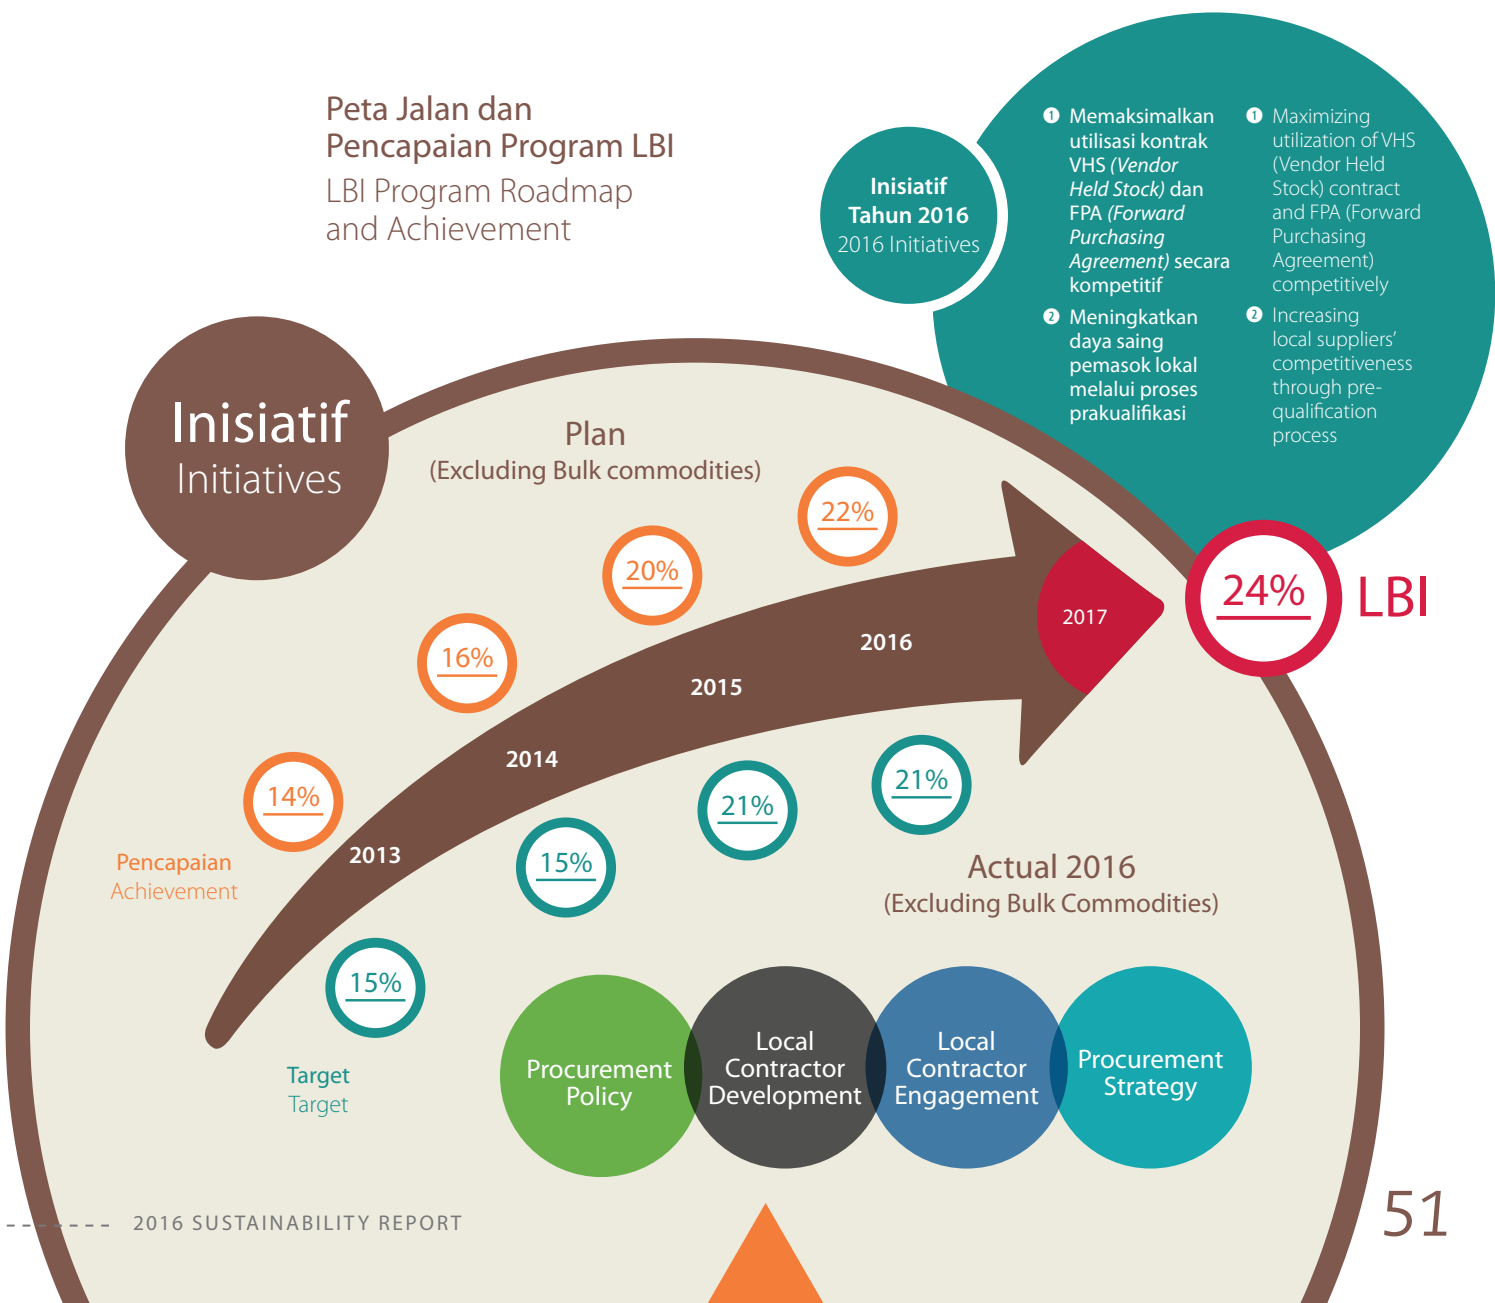 Peta Jalan dan
Pencapaian Program LBI
LBI Program Roadmap
and Achievement
Inisiatif
Tahun 2016
2016 Initiatives
❶ Memaksimalkan
utilisasi kontrak
VHS (Vendor
Held Stock) dan
FPA (Forward
Purchasing
Agreement) secara
kompetitif
❷ Meningkatkan
daya saing
pemasok lokal
melalui proses
prakualifikasi
❶ Maximizing
utilization of VHS
(Vendor Held
Stock) contract
and FPA (Forward
Purchasing
Agreement)
competitively
❷ Increasing
local suppliers’
competitiveness
through pre-
qualification
process
Inisiatif
Initiatives
Plan
(Excluding Bulk commodities)
22%
20%
16%
14%
24%
LBI
2017
2016
2015
2014
2013
Pencapaian
Achievement
15%
15%
21%
21%
Target
Target
Actual 2016
(Excluding Bulk Commodities)
Procurement
Policy
Local
Contractor
Development
Local
Contractor
Engagement
Procurement
Strategy
2016 SUSTAINABILITY REPORT
51